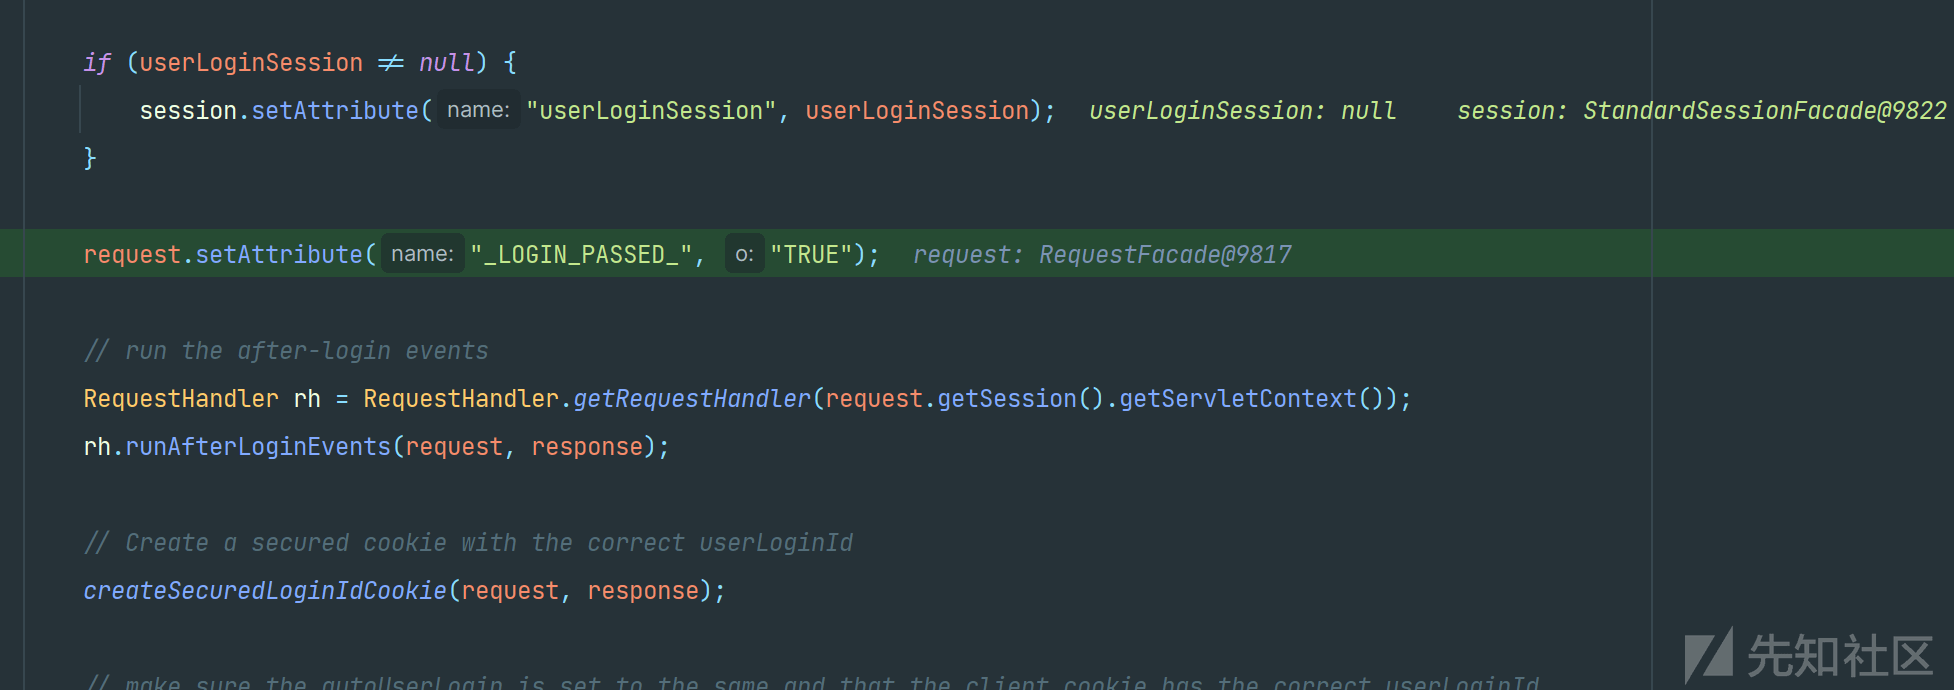 if (userLoginSession ≠ null) {
session.setAttribute( name: "userLoginSession", userLoginSession); userLoginSession: null session: StandardSessionFacade@9822
}
request.setAttribute( name: "_LOGIN_PASSED_", o: "TRUE"); request: RequestFacade@9817
// run the after-login events
RequestHandler rh = RequestHandler.getRequestHandler(request.getSession().getServletContext());
rh.runAfterLoginEvents(request, response);
// Create a secured cookie with the correct userLoginId
createSecuredLoginIdCookie(request, response);
// make sure the autoUserLogin is set to the same and that the client cookie has the correct userLoginId
先知社区